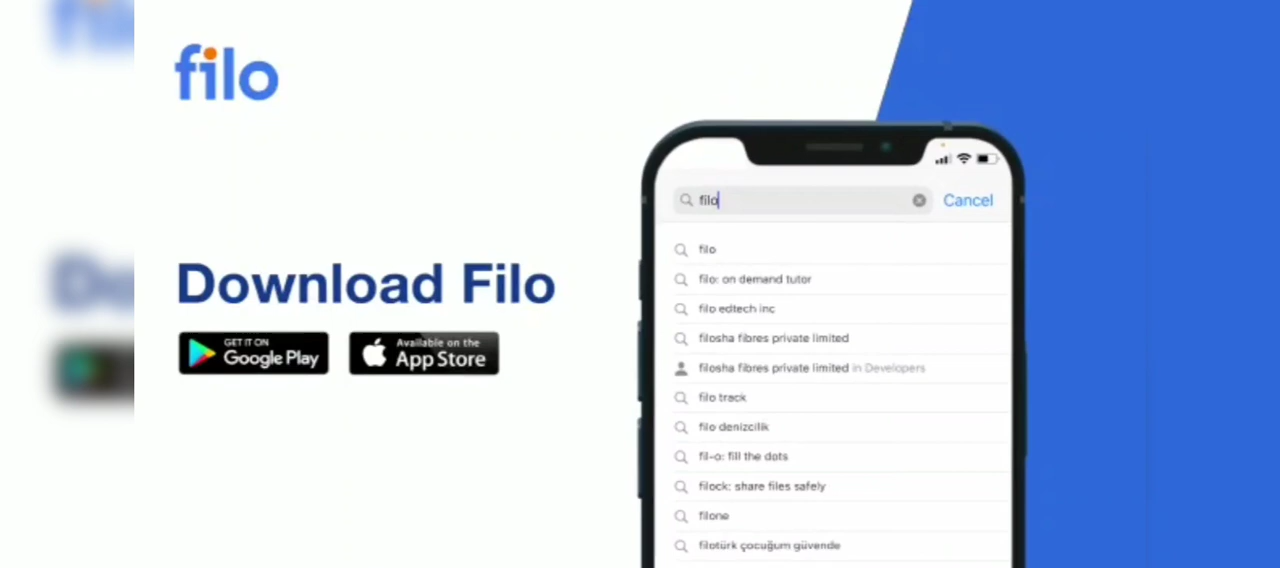 filo
Download Filo
GET IT ON
Google Play
Available on the
App Store
filo
Cancel
filo
filo: on demand tutor
filo edtech inc
filosha fibres private limited
filosha fibres private limited in Developers
filo track
filo denizcilik
fil-o: fill the dots
filock: share files safely
filone
filotürk çocuğum güvende